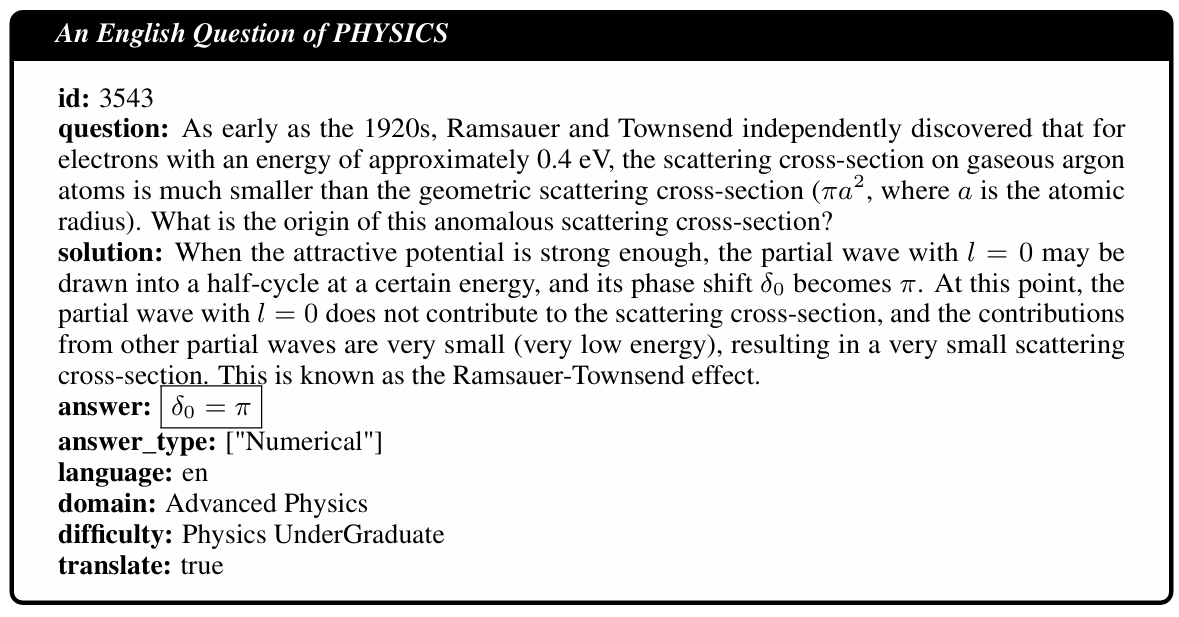 An English Question of PHYSICS
id: 3543
question: As early as the 1920s, Ramsauer and Townsend independently discovered that for
electrons with an energy of approximately 0.4 eV, the scattering cross-section on gaseous argon
atoms is much smaller than the geometric scattering cross-section (πa², where a is the atomic
radius). What is the origin of this anomalous scattering cross-section?
solution: When the attractive potential is strong enough, the partial wave with l = 0 may be
drawn into a half-cycle at a certain energy, and its phase shift δ₀ becomes π. At this point, the
partial wave with l = 0 does not contribute to the scattering cross-section, and the contributions
from other partial waves are very small (very low energy), resulting in a very small scattering
cross-section. This is known as the Ramsauer-Townsend effect.
answer: δ₀ = π
answer_type: ["Numerical"]
language: en
domain: Advanced Physics
difficulty: Physics UnderGraduate
translate: true